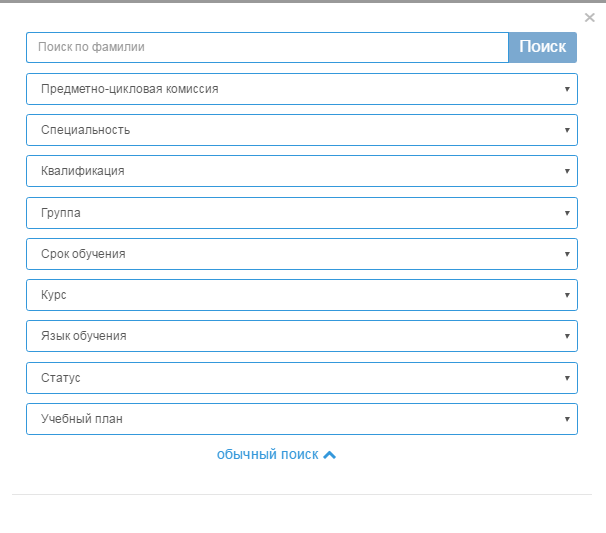 Поиск по фамилии
Поиск
Предметно-цикловая комиссия
Специальность
Квалификация
Группа
Срок обучения
Курс
Язык обучения
Статус
Учебный план
обычный поиск